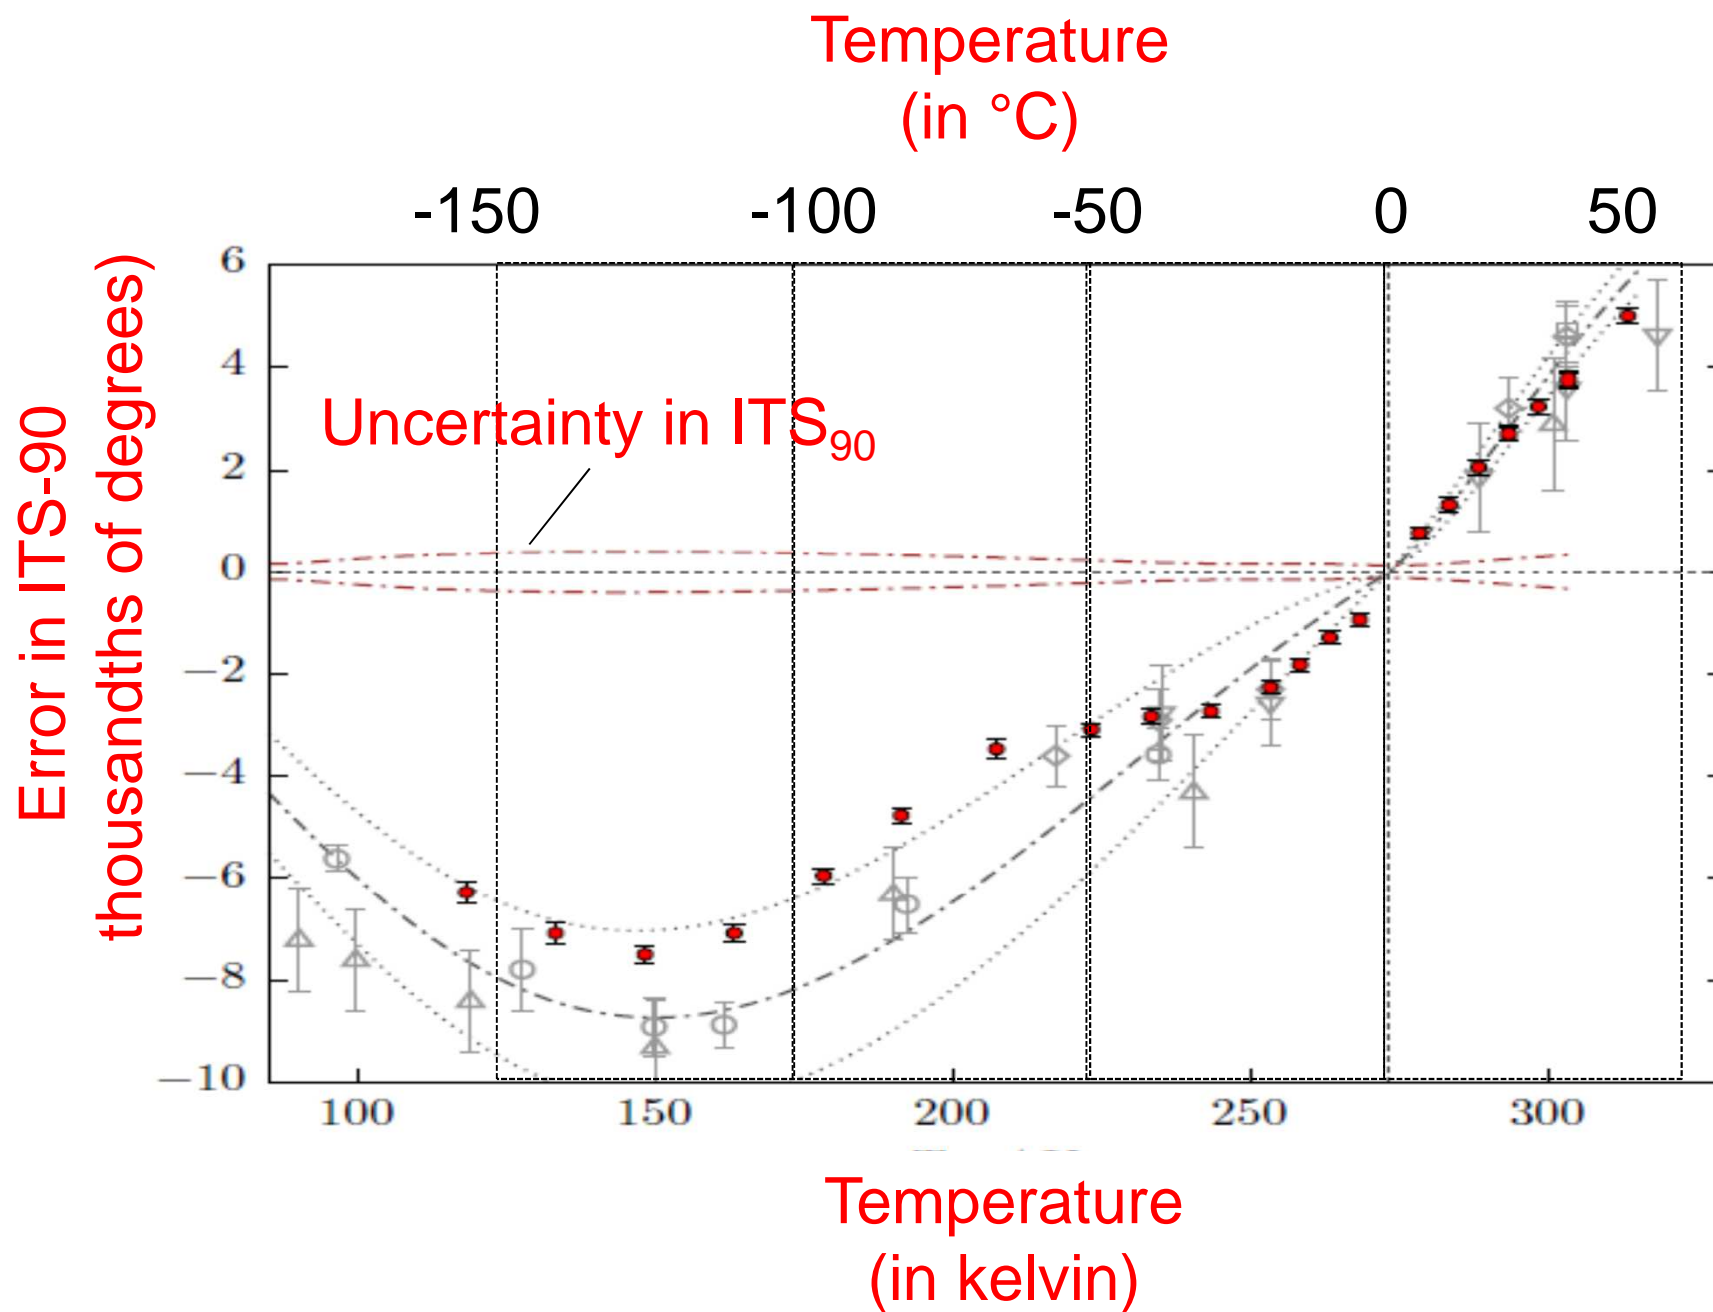 Temperature
(in °C)
-150 -100 -50 0 50
Error in ITS-90
thousandths of degrees
6
4
2
0
−2
−4
−6
−8
−10
Uncertainty in ITS90
100 150 200 250 300
Temperature
(in kelvin)